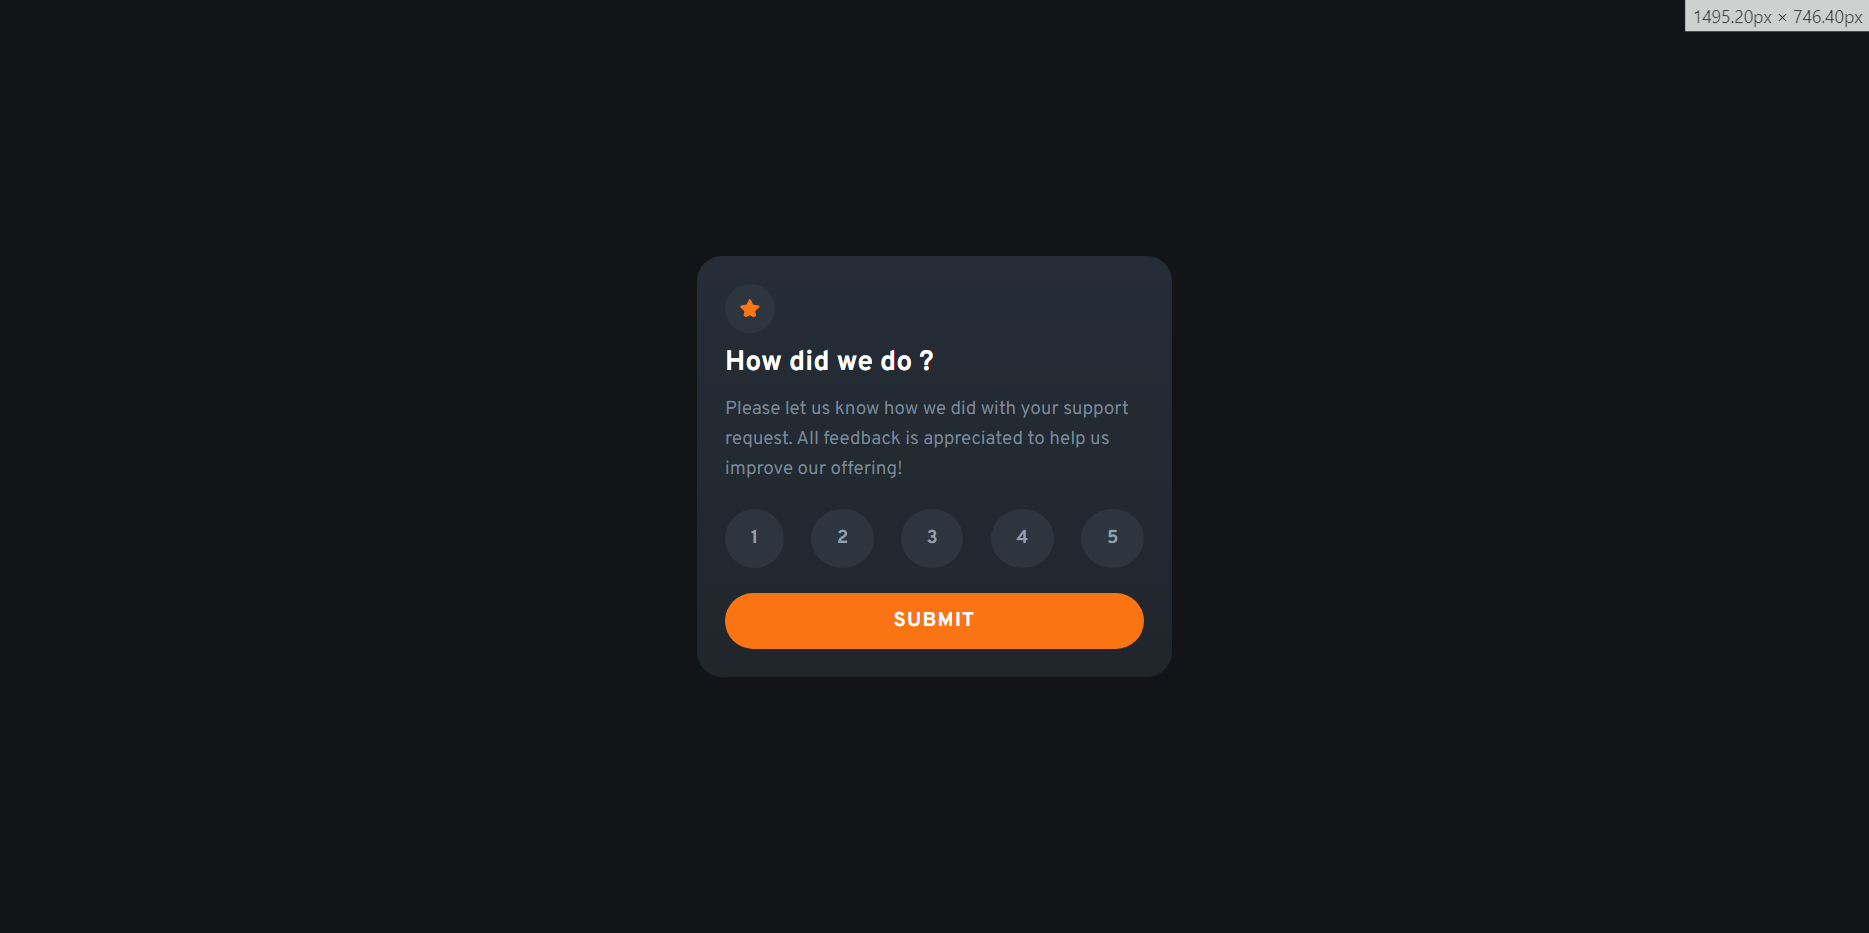 1495.20px × 746.40px
How did we do ?
Please let us know how we did with your support
request. All feedback is appreciated to help us
improve our offering!
1 2 3 4 5
SUBMIT